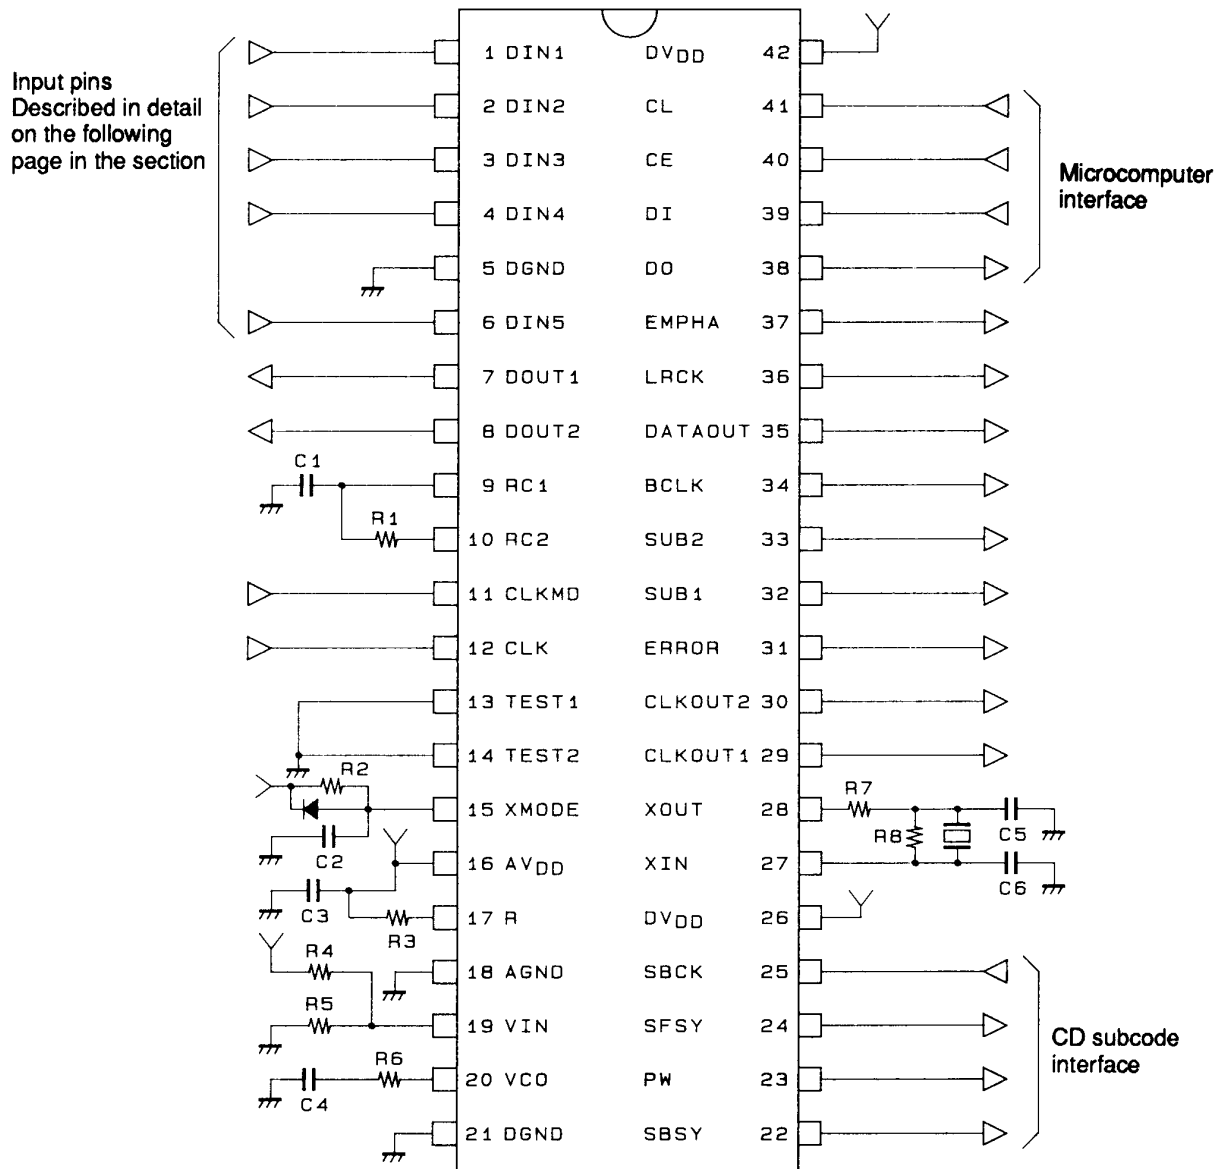 Input pins
Described in detail
on the following
page in the section
1 DIN1 DVDD 42
2 DIN2 CL 41
3 DIN3 CE 40
Microcomputer
interface
4 DIN4 DI 39
5 DGND DO 38
6 DIN5 EMPHA 37
7 DOUT1 LRCK 36
8 DOUT2 DATAOUT 35
C1
9 RC1 BCLK 34
R1
10 RC2 SUB2 33
11 CLKMD SUB1 32
12 CLK ERROR 31
13 TEST1 CLKOUT2 30
14 TEST2 CLKOUT1 29
R2
15 XMODE XOUT 28
R7
R8
C5
C2
16 AVDD XIN 27
C6
C3
17 R DVDD 26
R3
R4
18 AGND SBCK 25
R5
19 VIN SFSY 24
CD subcode
interface
R6
20 VCO PW 23
C4
21 DGND SBSY 22